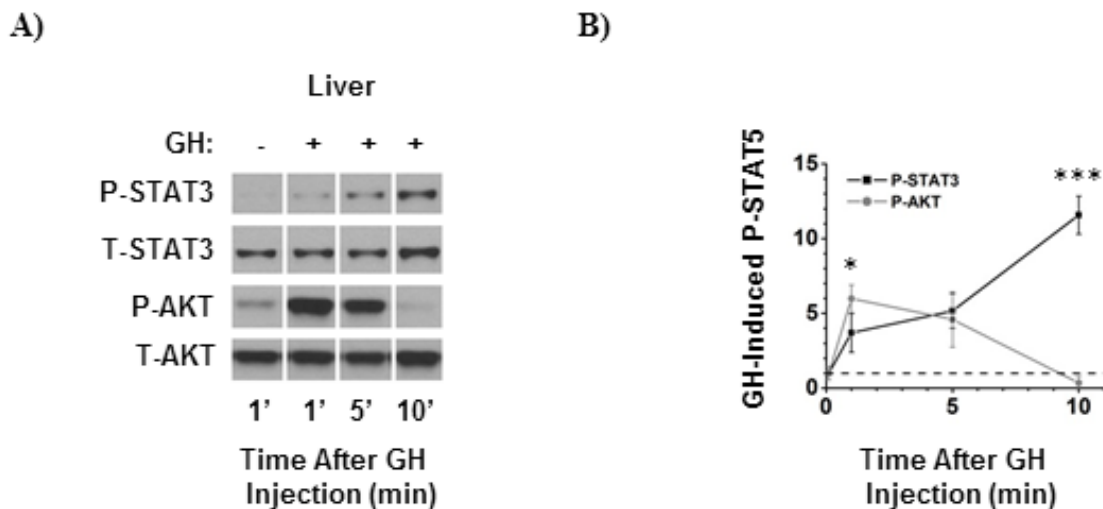 A)
Liver
GH: - + + +
P-STAT3
T-STAT3
P-AKT
T-AKT
1’ 1’ 5’ 10’
Time After GH
Injection (min)
B)
GH-Induced P-STAT5
15
10
5
0
P-STAT3
P-AKT
*
***
0 5 10
Time After GH
Injection (min)